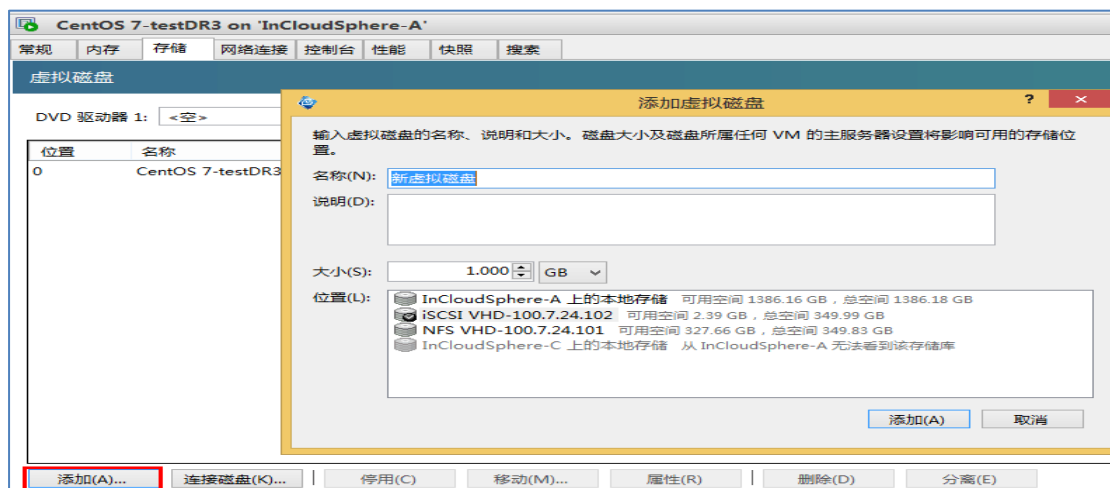 CentOS 7-testDR3 on 'InCloudSphere-A'
常规 内存 存储 网络连接 控制台 性能 快照 搜索
虚拟磁盘
DVD 驱动器 1: <空>
位置 名称
0 CentOS 7-testDR3
添加虚拟磁盘 ? ×
输入虚拟磁盘的名称、说明和大小。磁盘大小及磁盘所属任何 VM 的主服务器设置将影响可用的存储位
置。
名称(N): 新虚拟磁盘
说明(D):
大小(S): 1.000 GB
位置(L): InCloudSphere-A 上的本地存储 可用空间 1386.16 GB，总空间 1386.18 GB
iSCSI VHD-100.7.24.102 可用空间 2.39 GB，总空间 349.99 GB
NFS VHD-100.7.24.101 可用空间 327.66 GB，总空间 349.83 GB
InCloudSphere-C 上的本地存储 从 InCloudSphere-A 无法看到该存储库
添加(A) 取消
添加(A)... 连接磁盘(K)... 停用(C) 移动(M)... 属性(R) 删除(D) 分离(E)